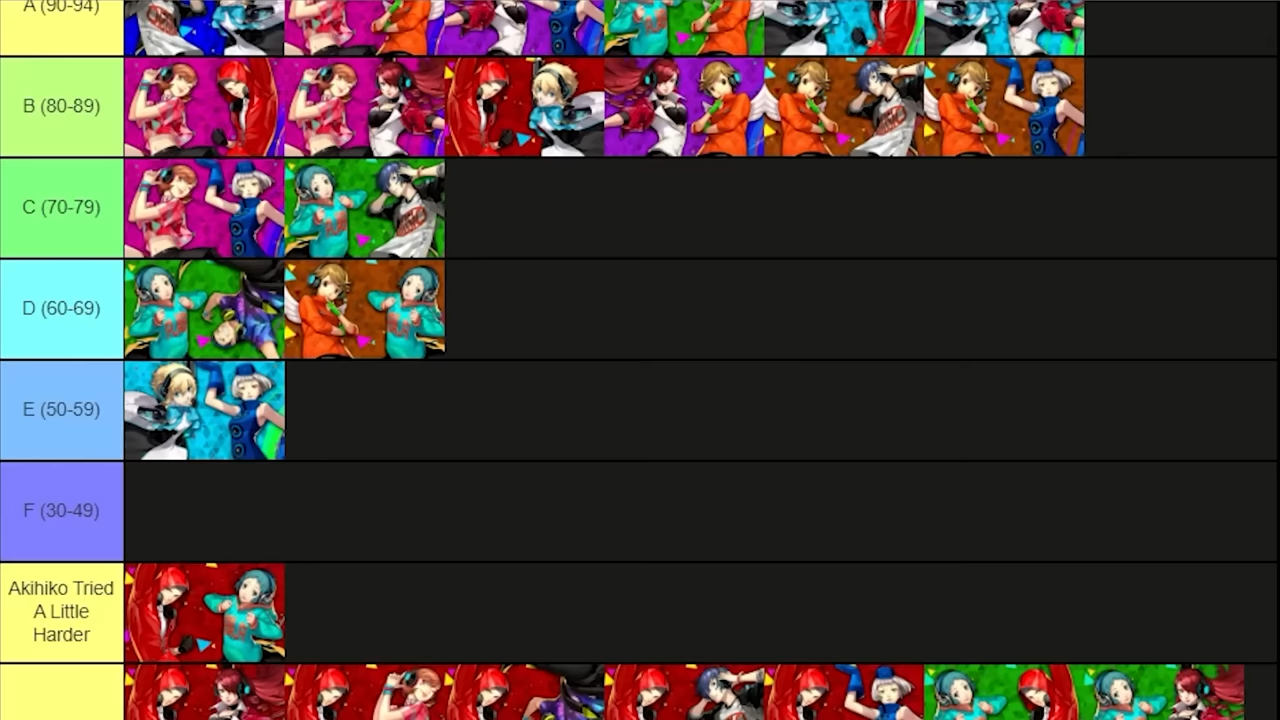 A (90-94)
B (80-89)
C (70-79)
D (60-69)
E (50-59)
F (30-49)
Akihiko Tried
A Little
Harder